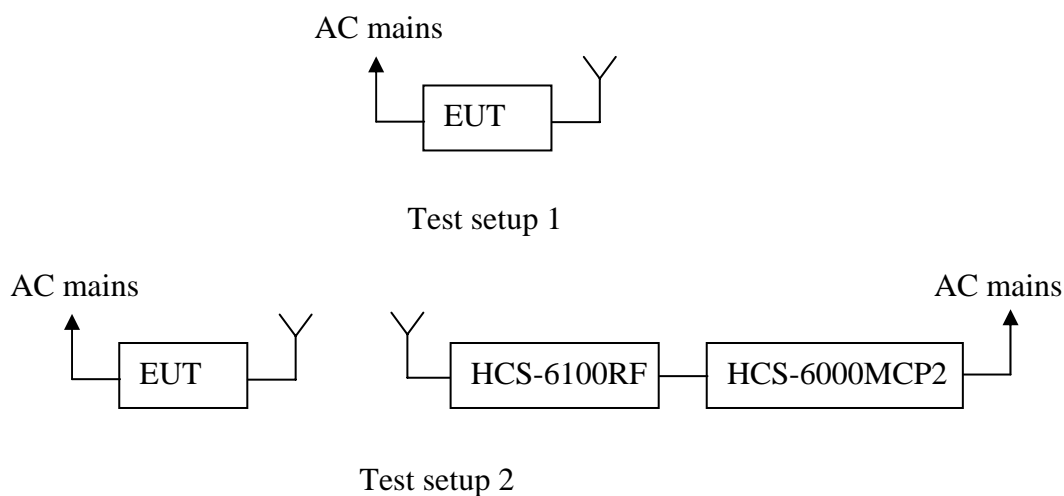 AC mains
EUT
Test setup 1
AC mains
AC mains
EUT
HCS-6100RF
HCS-6000MCP2
Test setup 2